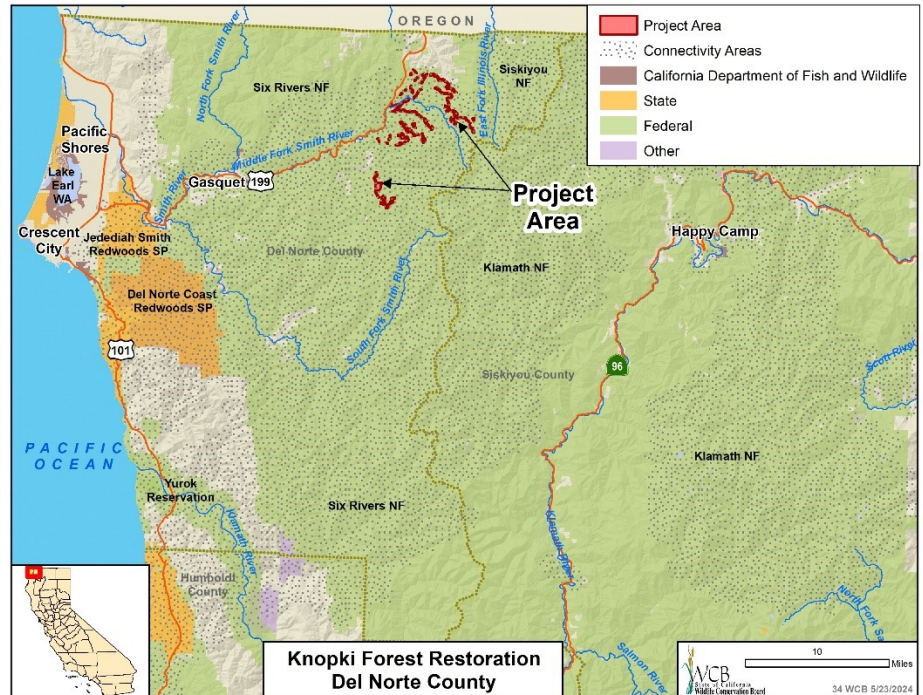 OREGON
North Fork Smith River
East Fork Illinois River
Siskiyou
NF
Six Rivers NF
Pacific
Shores
Middle Fork Smith River
Lake
Earl
WA
Smith River
Gasquet
199
Project
Area
Crescent
City
Jedediah Smith
Redwoods SP
Happy Camp
Del Norte County
Klamath NF
Del Norte Coast
Redwoods SP
South Fork Smith River
101
96
Siskiyou County
Scott River
PACIFIC
OCEAN
Klamath NF
Yurok
Reservation
Six Rivers NF
Klamath River
Klamath River
Humboldt
County
North Fork Sa
Salmon River
Project Area
Connectivity Areas
California Department of Fish and Wildlife
State
Federal
Other
Knopki Forest Restoration
Del Norte County
WCB
State of California
Wildlife Conservation Board
10
Miles
34 WCB 5/23/2024